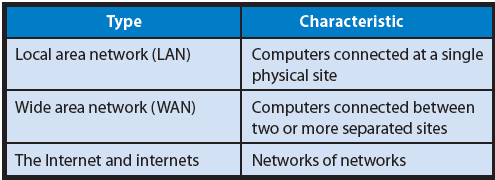 Type Characteristic
Local area network (LAN) Computers connected at a single
physical site
Wide area network (WAN) Computers connected between
two or more separated sites
The Internet and internets Networks of networks